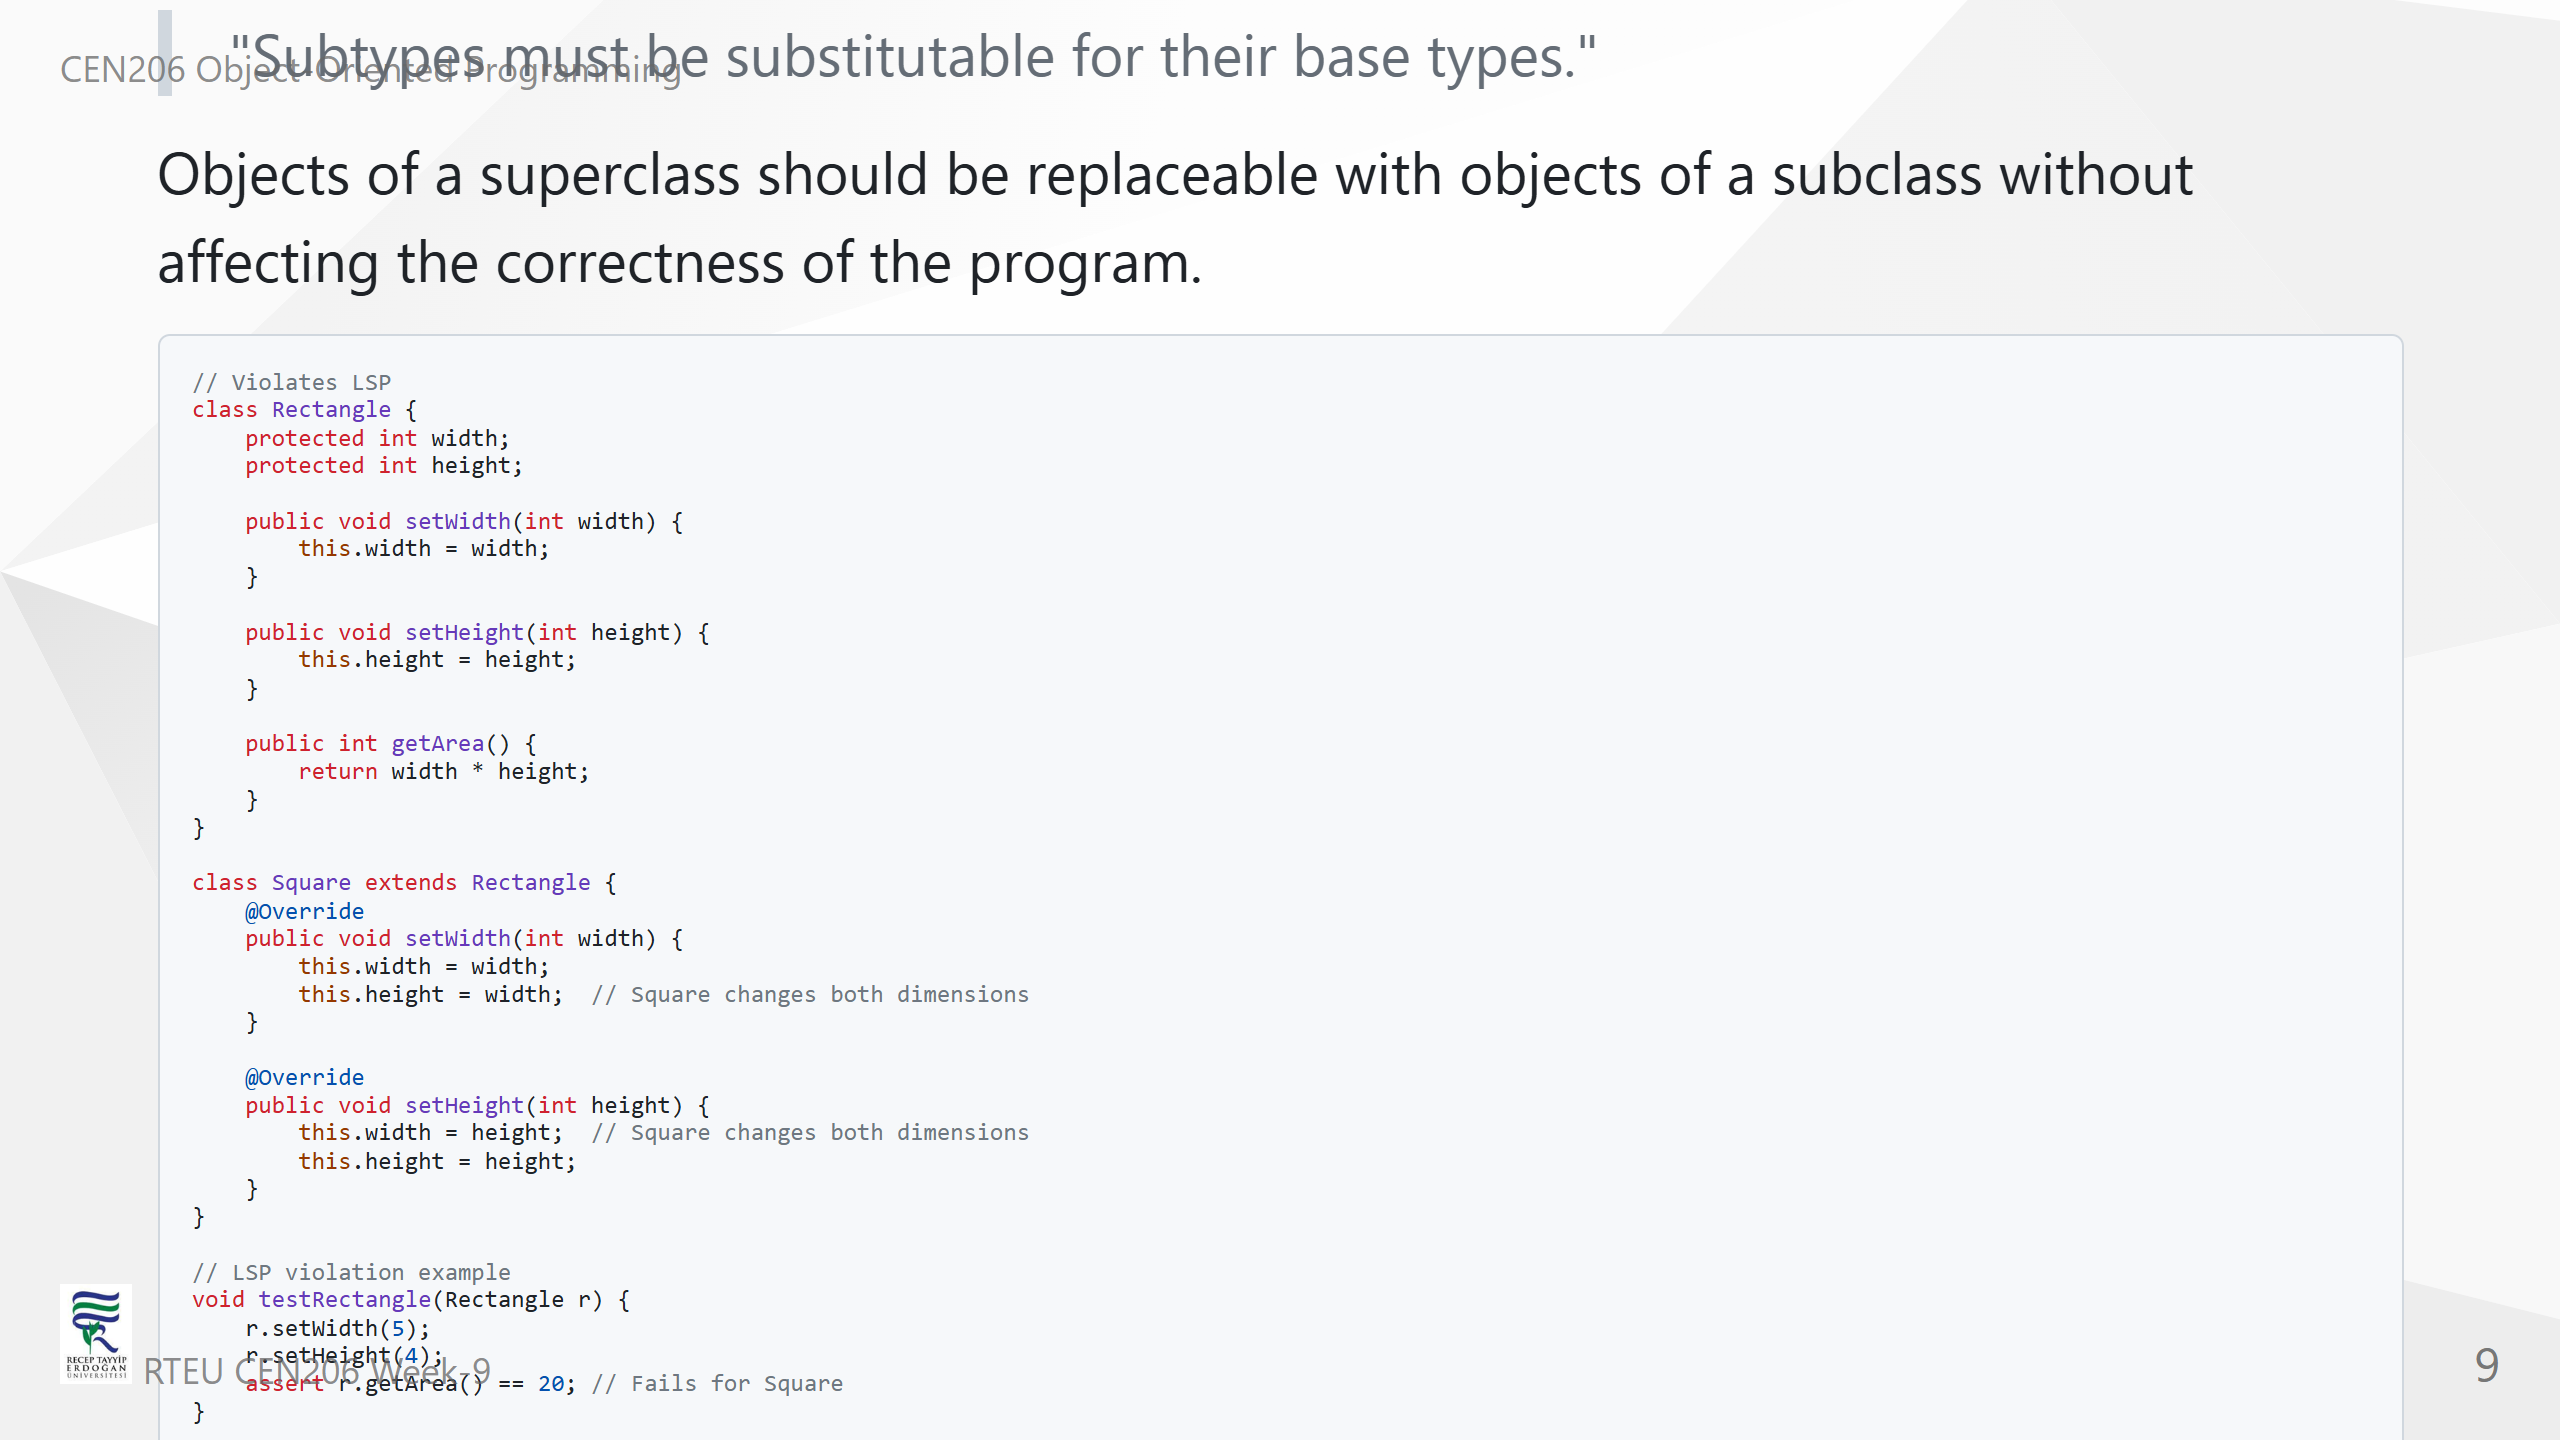 "Subtypes must be substitutable for their base types."
CEN206 Object-Oriented Programming
Objects of a superclass should be replaceable with objects of a subclass without
affecting the correctness of the program.
// Violates LSP
class Rectangle {
    protected int width;
    protected int height;

    public void setWidth(int width) {
        this.width = width;
    }

    public void setHeight(int height) {
        this.height = height;
    }

    public int getArea() {
        return width * height;
    }
}

class Square extends Rectangle {
    @Override
    public void setWidth(int width) {
        this.width = width;
        this.height = width;  // Square changes both dimensions
    }

    @Override
    public void setHeight(int height) {
        this.width = height;  // Square changes both dimensions
        this.height = height;
    }
}

// LSP violation example
void testRectangle(Rectangle r) {
    r.setWidth(5);
    r.setHeight(4);
    assert r.getArea() == 20; // Fails for Square
}
RECEP TAYYİP
ERDOĞAN
ÜNİVERSİTESİ
RTEU CEN206 Week-9
9